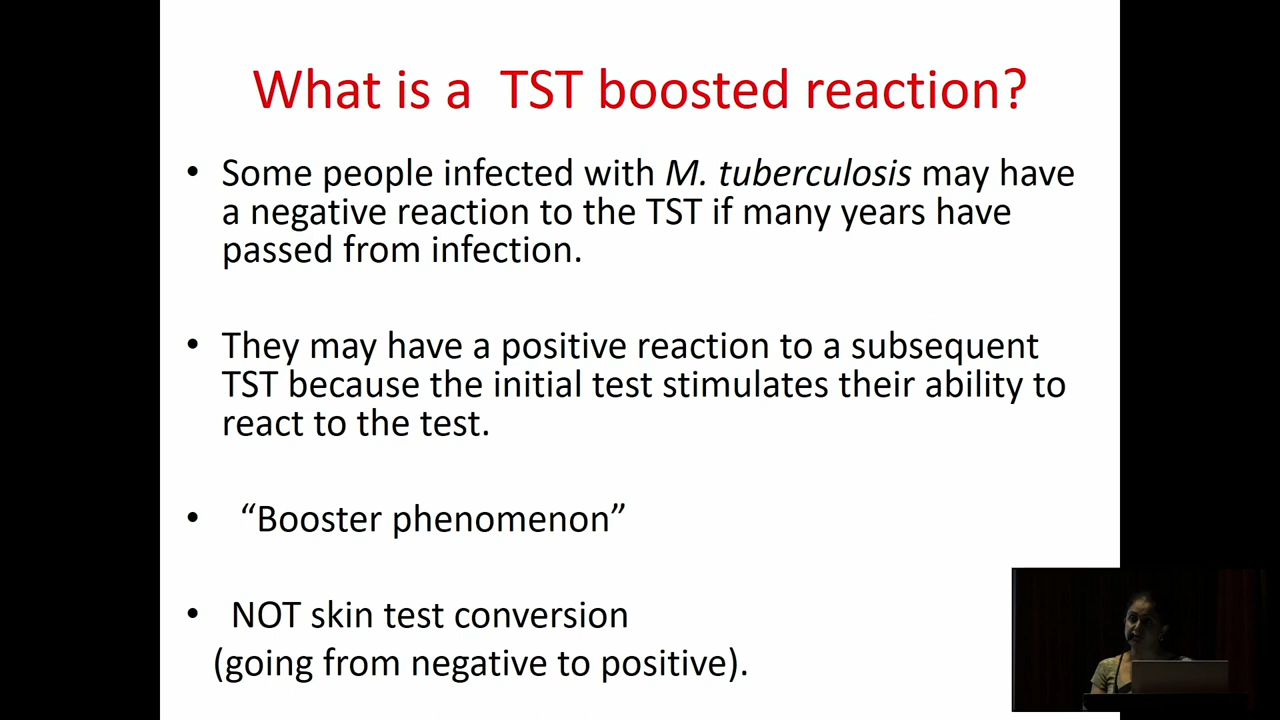 What is a TST boosted reaction?
• Some people infected with M. tuberculosis may have
a negative reaction to the TST if many years have
passed from infection.
• They may have a positive reaction to a subsequent
TST because the initial test stimulates their ability to
react to the test.
• “Booster phenomenon”
• NOT skin test conversion
(going from negative to positive).